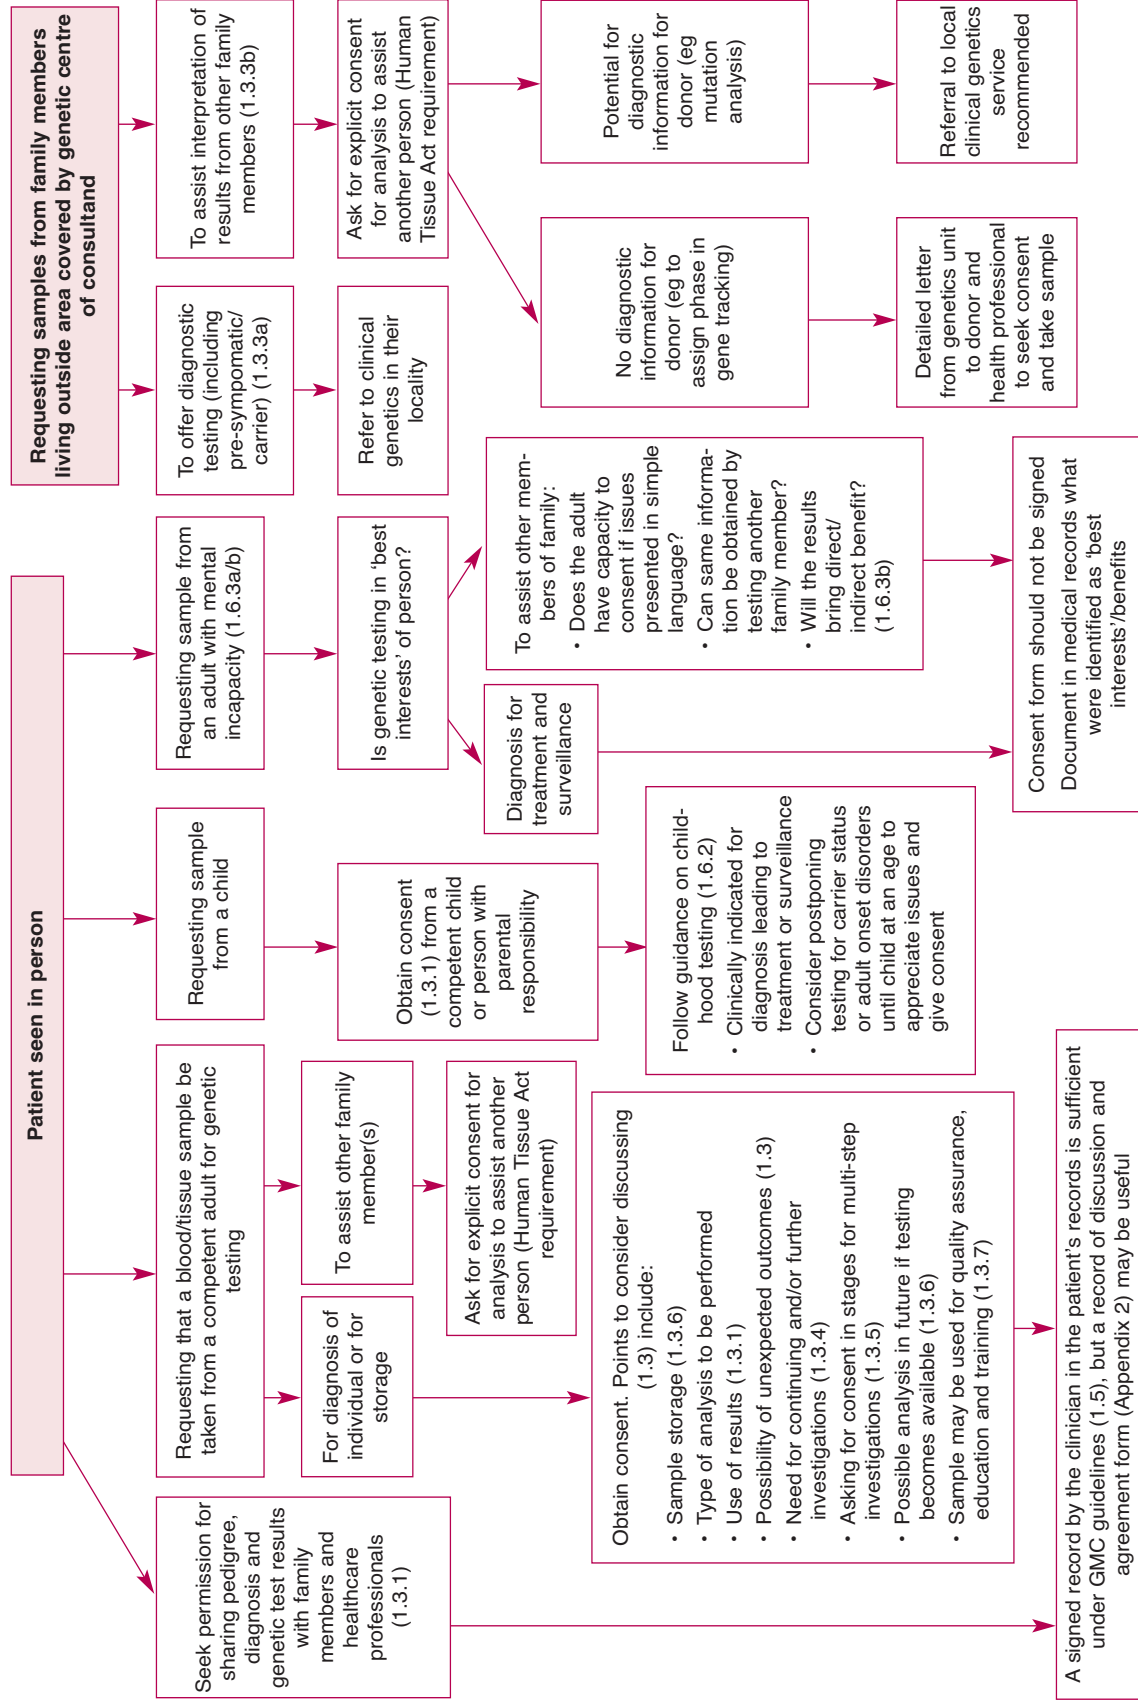 Patient seen in person
Seek permission for
sharing pedigree,
diagnosis and
genetic test results
with family
members and
healthcare
professionals
(1.3.1)
Requesting that a blood/tissue sample be
taken from a competent adult for genetic
testing
For diagnosis of
individual or for
storage
To assist other family
member(s)
Ask for explicit consent for
analysis to assist another
person (Human Tissue Act
requirement)
Obtain consent. Points to consider discussing
(1.3) include:
• Sample storage (1.3.6)
• Type of analysis to be performed
• Use of results (1.3.1)
• Possibility of unexpected outcomes (1.3)
• Need for continuing and/or further
investigations (1.3.4)
• Asking for consent in stages for multi-step
investigations (1.3.5)
• Possible analysis in future if testing
becomes available (1.3.6)
• Sample may be used for quality assurance,
education and training (1.3.7)
A signed record by the clinician in the patient's records is sufficient
under GMC guidelines (1.5), but a record of discussion and
agreement form (Appendix 2) may be useful
Requesting sample
from a child
Obtain consent
(1.3.1) from a
competent child
or person with
parental
responsibility
Follow guidance on child-
hood testing (1.6.2)
• Clinically indicated for
diagnosis leading to
treatment or surveillance
• Consider postponing
testing for carrier status
or adult onset disorders
until child at an age to
appreciate issues and
give consent
Requesting sample from
an adult with mental
incapacity (1.6.3a/b)
Is genetic testing in 'best
interests' of person?
Diagnosis for
treatment and
surveillance
To assist other mem-
bers of family:
• Does the adult
have capacity to
consent if issues
presented in simple
language?
• Can same informa-
tion be obtained by
testing another
family member?
• Will the results
bring direct/
indirect benefit?
(1.6.3b)
Consent form should not be signed
Document in medical records what
were identified as 'best
interests'/benefits
Requesting samples from family members
living outside area covered by genetic centre
of consultand
To offer diagnostic
testing (including
pre-sympomatic/
carrier) (1.3.3a)
Refer to clinical
genetics in their
locality
To assist interpretation of
results from other family
members (1.3.3b)
Ask for explicit consent
for analysis to assist
another person (Human
Tissue Act requirement)
No diagnostic
information for
donor (eg to
assign phase in
gene tracking)
Detailed letter
from genetics unit
to donor and
health professional
to seek consent
and take sample
Potential for
diagnostic
information for
donor (eg
mutation
analysis)
Referral to local
clinical genetics
service
recommended